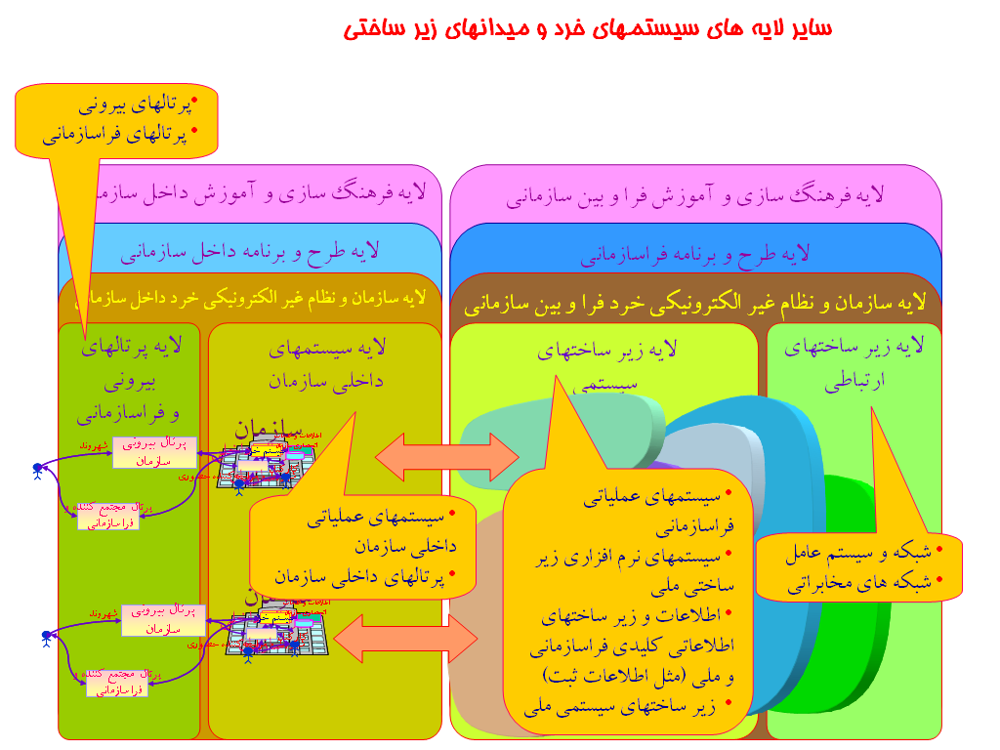 سایر لایه های سیستمهای خرد و میدانهای زیر ساختی
•پرتالهای بیرونی
• پرتالهای فراسازمانی
لایه فرهنگ سازی و آموزش فرا و بین سازمانی
لایه فرهنگ سازی و آموزش داخل
لایه طرح و برنامه فراسازمانی
لایه طرح و برنامه داخل سازمانی
لایه سازمان و نظام غیر الکترونیکی خرد فرا و بین سازمانی
لایه سازمان و نظام غیر الکترونیکی خرد داخل سازمانی
لایه زیر ساختهای
ارتباطی
لایه زیر ساختهای
سیستمی
لایه سیستمهای
داخلی سازمان
لایه پرتالهای
بیرونی
و فراسازمانی
سازمان
شهروند
پرتال بیرونی
سازمان
پرتال مجتمع کننده و
فراسازمانی
• سیستمهای عملیاتی
داخلی سازمان
• پرتالهای داخلی سازمان
• سیستمهای عملیاتی
فراسازمانی
• سیستمهای نرم افزاری زیر
ساختی ملی
• اطلاعات و زیر ساختهای
اطلاعاتی کلیدی فراسازمانی
و ملی (مثل اطلاعات ثبت)
• زیر ساختهای سیستمی ملی
• شبکه و سیستم عامل
• شبکه های مخابراتی
شهروند
پرتال بیرونی
سازمان
پرتال مجتمع کننده و
فراسازمانی